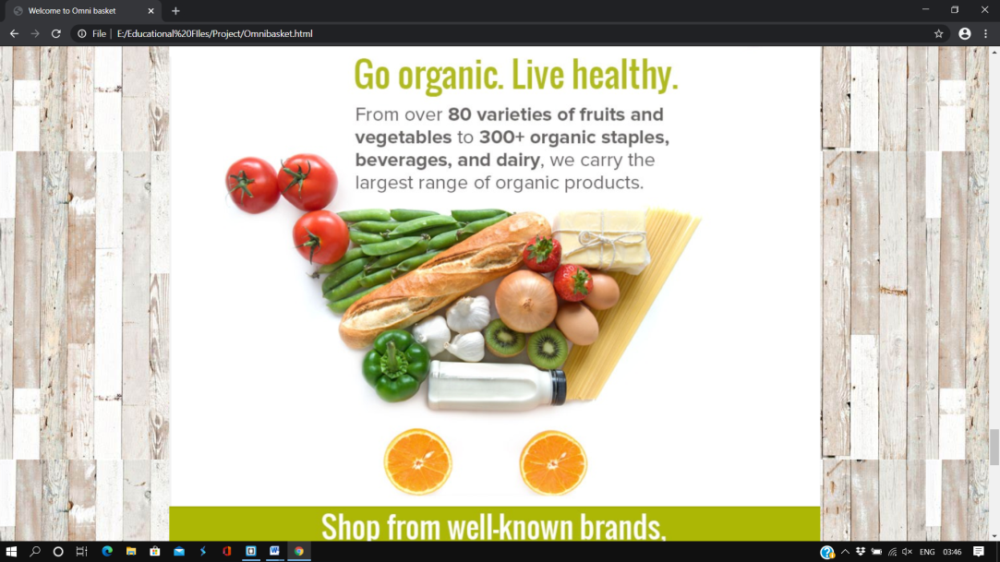 Welcome to Omni basket
File | E:/Educational%20FIles/Project/Omnibasket.html
Go organic. Live healthy.
From over 80 varieties of fruits and
vegetables to 300+ organic staples,
beverages, and dairy, we carry the
largest range of organic products.
Shop from well-known brands,
ENG 03:46